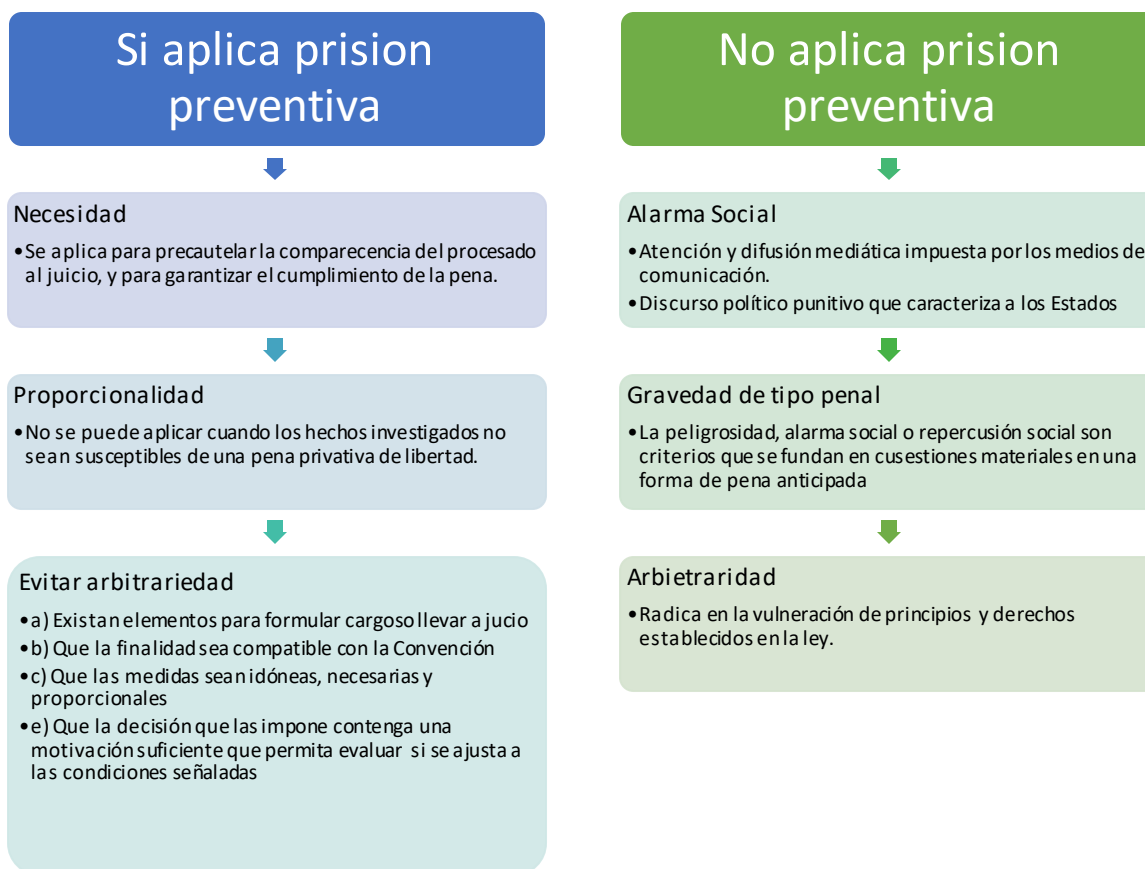 Si aplica prision
preventiva
Necesidad
•Se aplica para precautelar la comparecencia del procesado
al juicio, y para garantizar el cumplimiento de la pena.
Proporcionalidad
•No se puede aplicar cuando los hechos investigados no
sean susceptibles de una pena privativa de libertad.
Evitar arbitrariedad
•a) Existan elementos para formular cargoso llevar a jucio
•b) Que la finalidad sea compatible con la Convención
•c) Que las medidas sean idóneas, necesarias y
proporcionales
•e) Que la decisión que las impone contenga una
motivación suficiente que permita evaluar si se ajusta a
las condiciones señaladas
No aplica prision
preventiva
Alarma Social
•Atención y difusión mediática impuesta por los medios de
comunicación.
•Discurso político punitivo que caracteriza a los Estados
Gravedad de tipo penal
•La peligrosidad, alarma social o repercusión social son
criterios que se fundan en cusestiones materiales en una
forma de pena anticipada
Arbietraridad
•Radica en la vulneración de principios y derechos
establecidos en la ley.